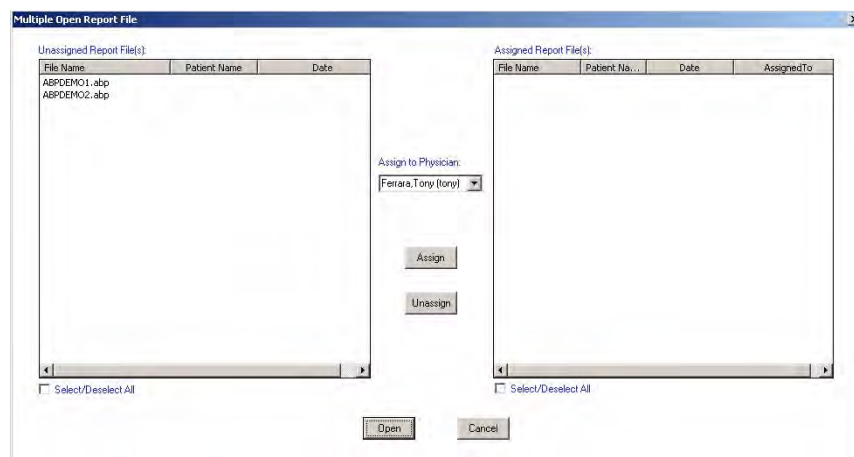 Multiple Open Report File
Unassigned Report File(s):
File Name Patient Name Date
ABPDEMO1.abp
ABPDEMO2.abp
Select/Deselect All
Assign to Physician:
Ferrara,Tony (tony)
Assign
Unassign
Assigned Report File(s):
File Name Patient Na... Date AssignedTo
Select/Deselect All
Open Cancel